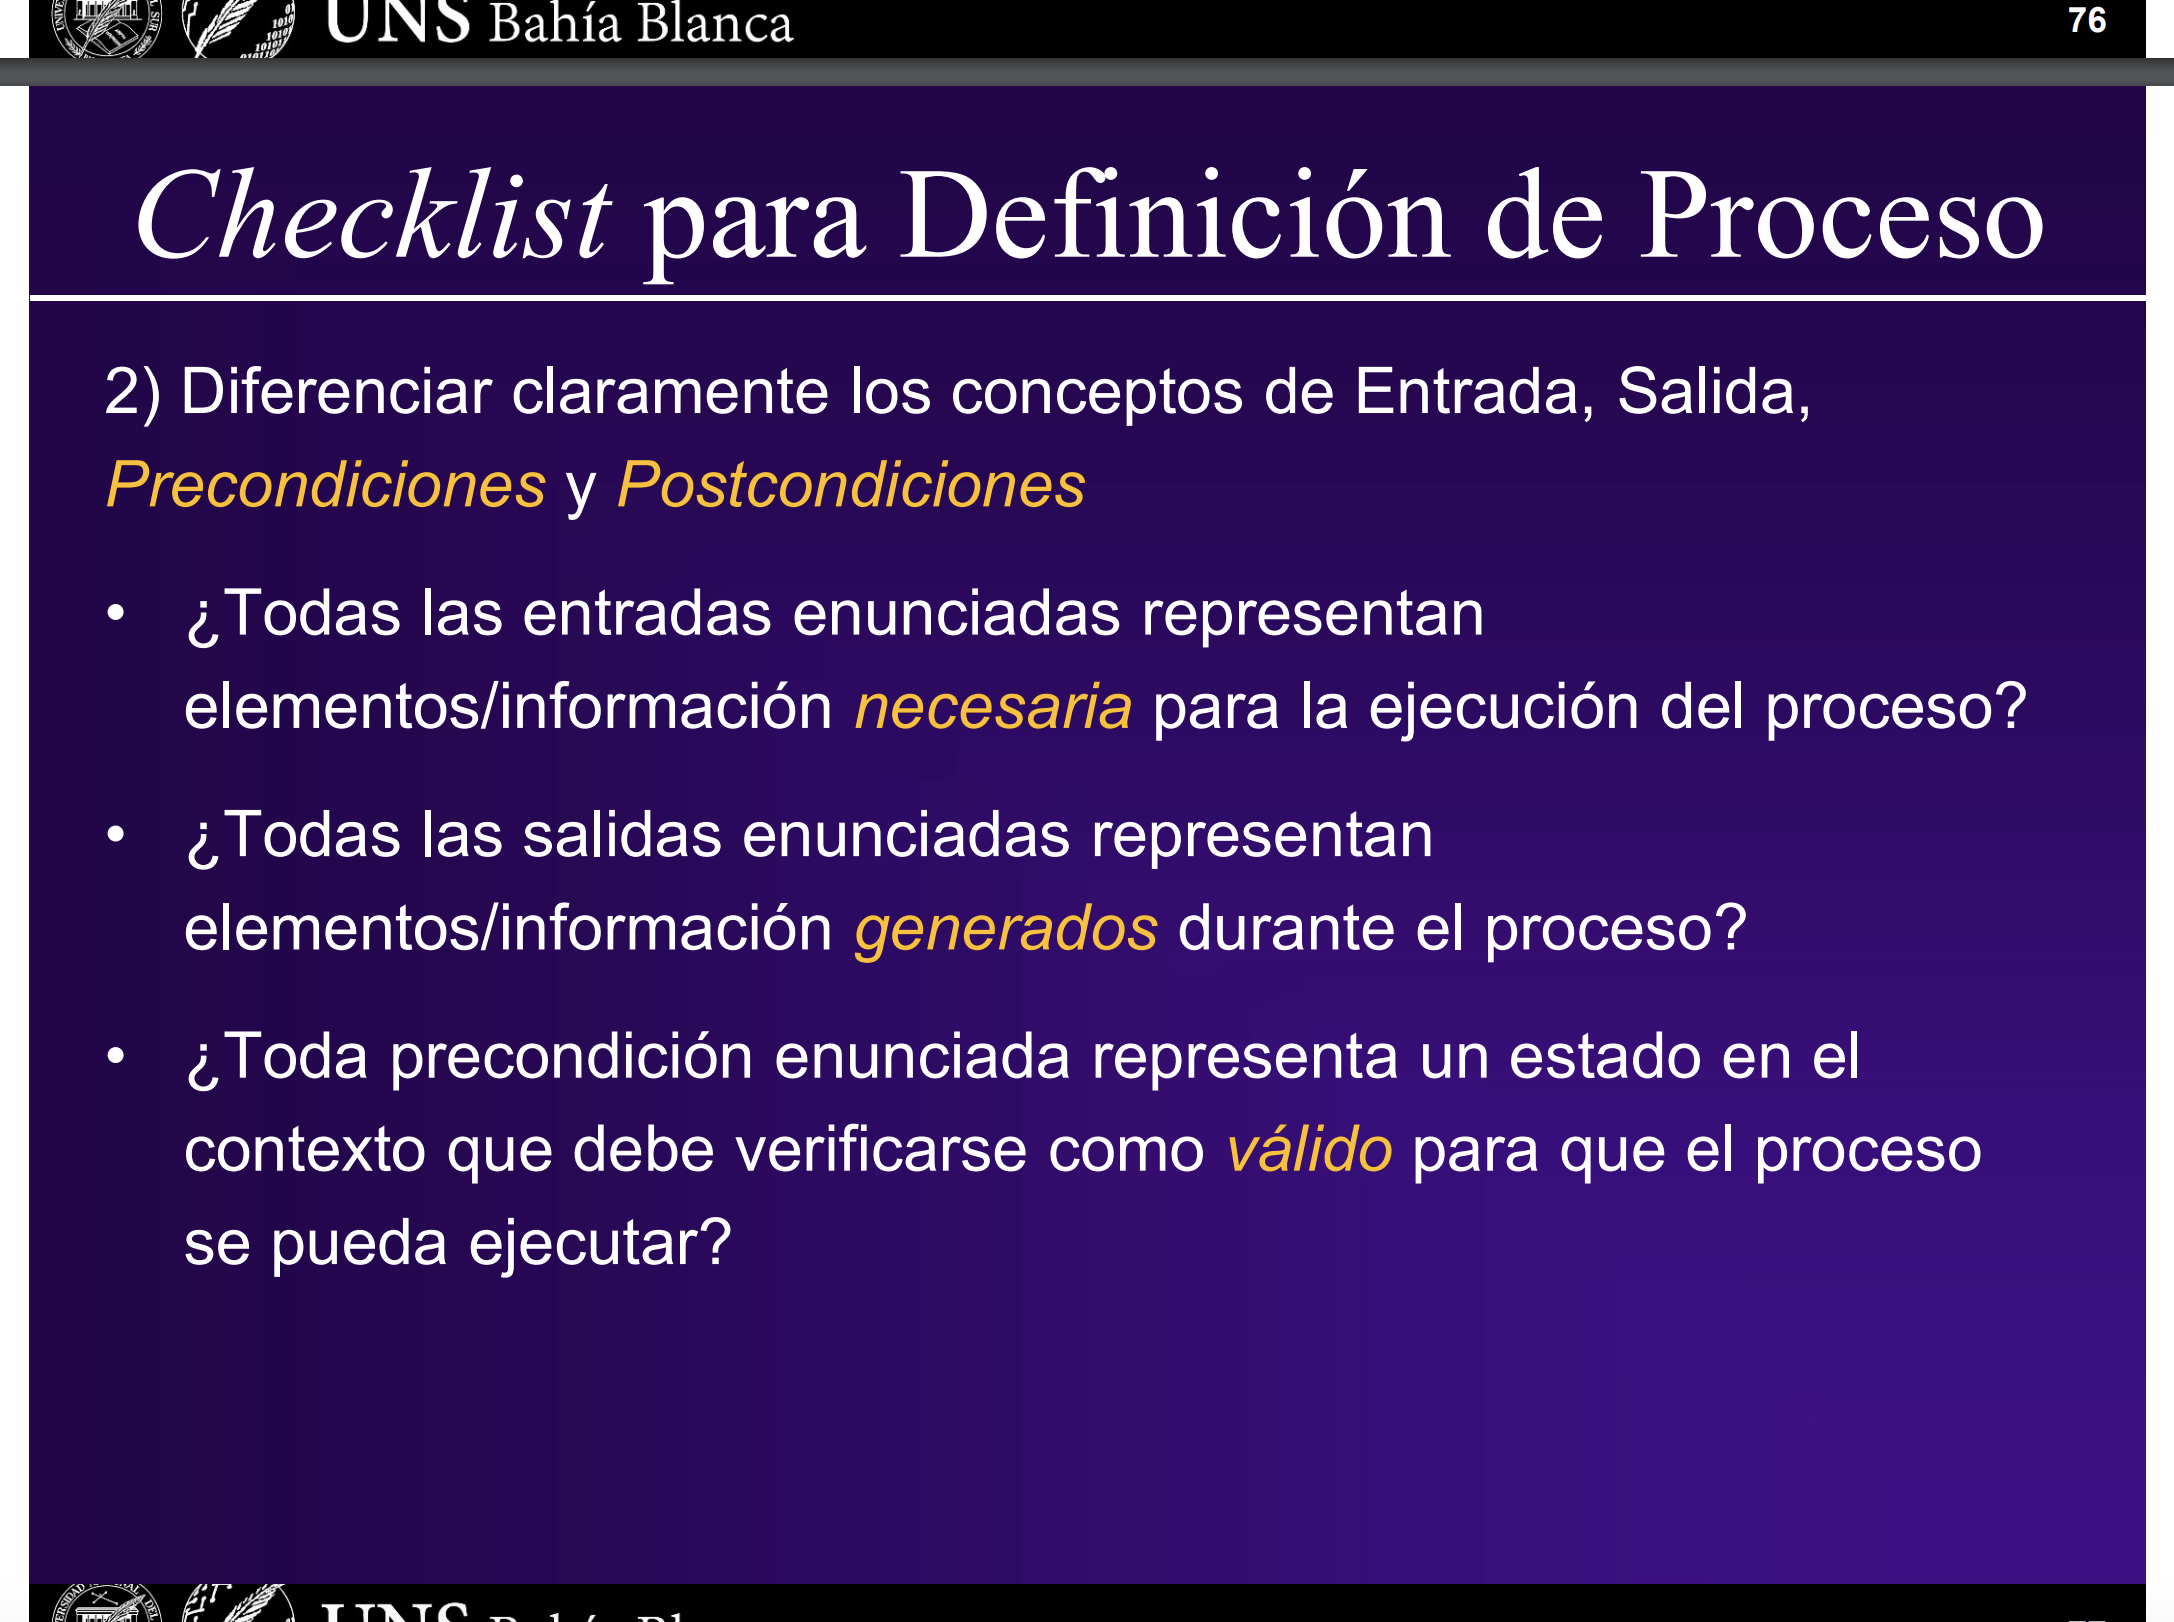 UNS Bahía Blanca
76
Checklist para Definición de Proceso
2) Diferenciar claramente los conceptos de Entrada, Salida,
Precondiciones y Postcondiciones
• ¿Todas las entradas enunciadas representan
elementos/información necesaria para la ejecución del proceso?
• ¿Todas las salidas enunciadas representan
elementos/información generados durante el proceso?
• ¿Toda precondición enunciada representa un estado en el
contexto que debe verificarse como válido para que el proceso
se pueda ejecutar?